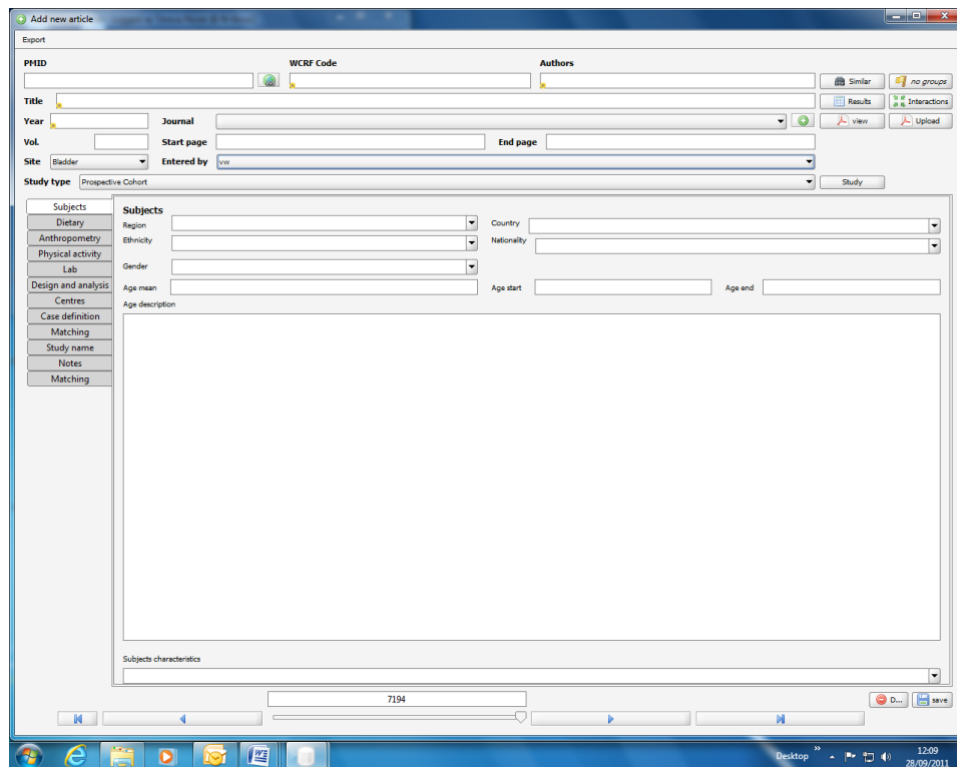 Add new article
Export
PMID WCRF Code Authors
Similar no groups
Title Results Interactions
Year Journal view Upload
Vol. Start page End page
Site Bladder Entered by vw
Study type Prospective Cohort Study
Subjects
Dietary
Anthropometry
Physical activity
Lab
Design and analysis
Centres
Case definition
Matching
Study name
Notes
Matching
Subjects
Region Country
Ethnicity Nationality
Gender
Age mean Age start Age end
Age description
Subjects characteristics
7194 D... save
Desktop 12:09
28/09/2011